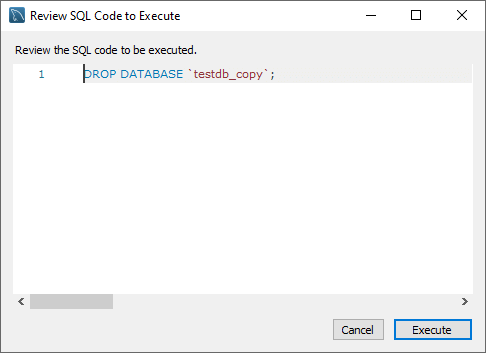 Review SQL Code to Execute
Review the SQL code to be executed.
1 DROP DATABASE `testdb_copy`;
Cancel Execute